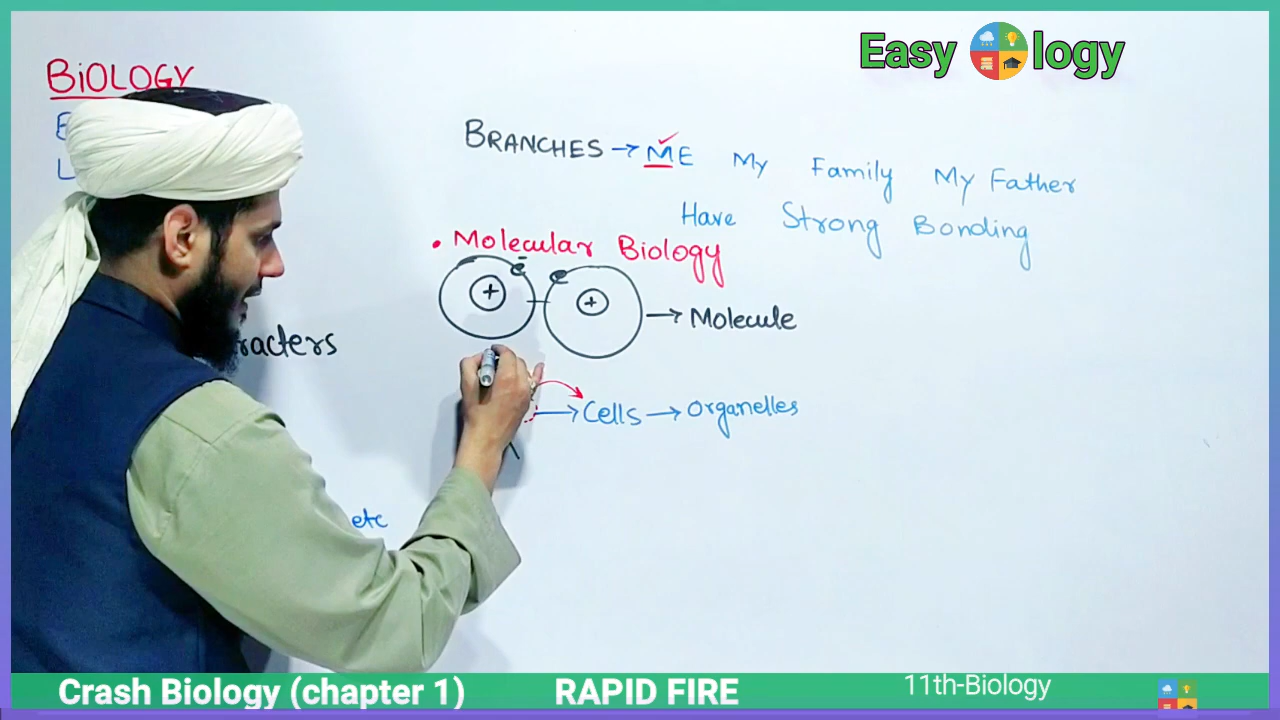 Easy logy
BiOLOGY
BRANCHES → ME My Family My Father
Have Strong Bonding
• Molecular Biology
e⁻ e
+ +
→ Molecule
racters
→ Cells → Organelles
etc
Crash Biology (chapter 1) RAPID FIRE 11th-Biology